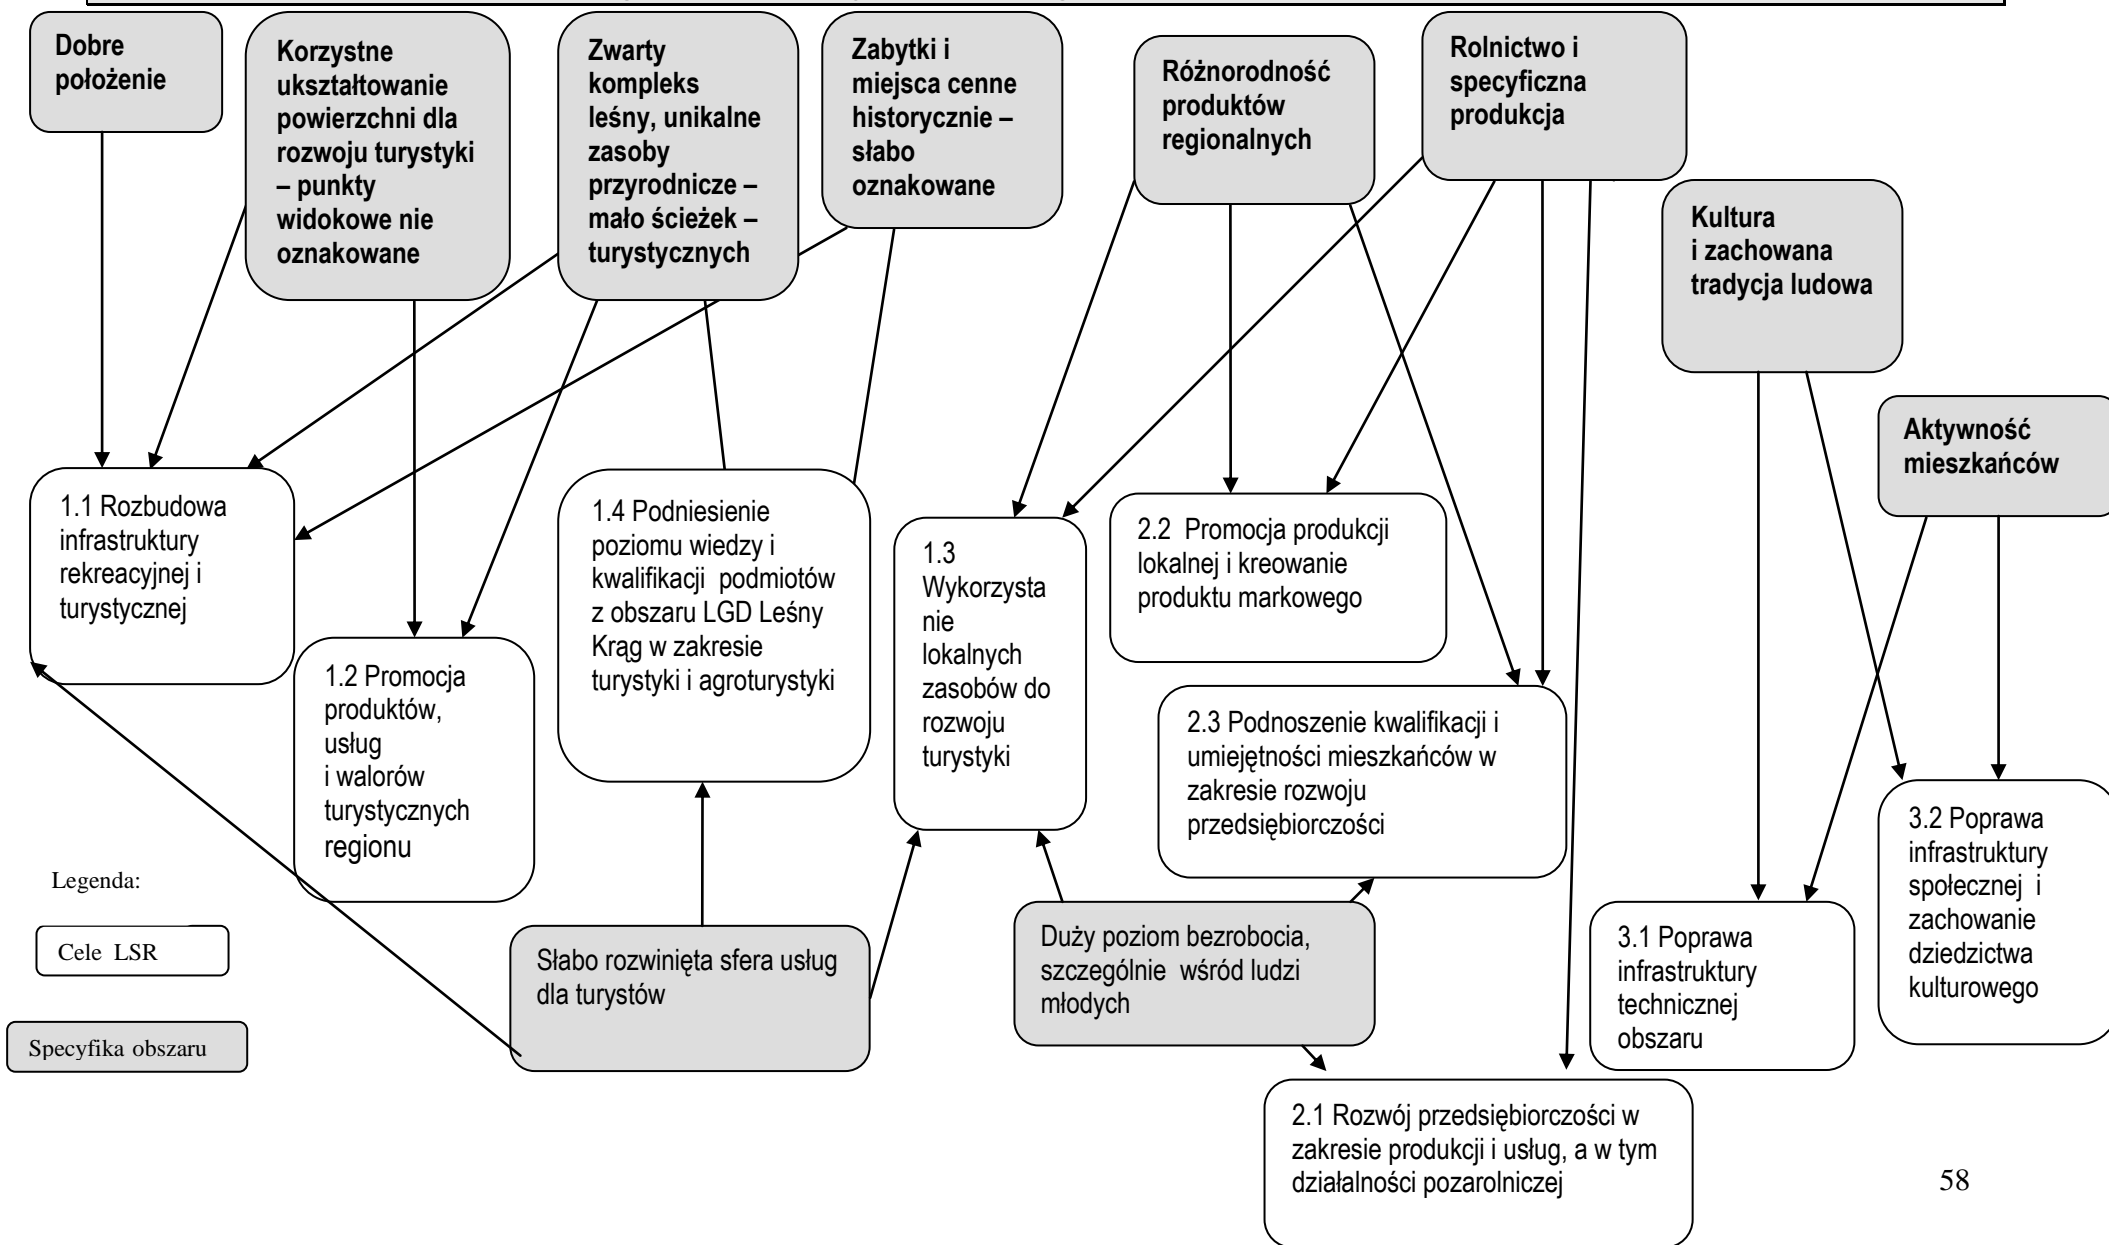 Dobre
położenie
Korzystne
ukształtowanie
powierzchni dla
rozwoju turystyki
– punkty
widokowe nie
oznakowane
Zwarty
kompleks
leśny, unikalne
zasoby
przyrodnicze –
mało ścieżek –
turystycznych
Zabytki i
miejsca cenne
historycznie –
słabo
oznakowane
Różnorodność
produktów
regionalnych
Rolnictwo i
specyficzna
produkcja
Kultura
i zachowana
tradycja ludowa
Aktywność
mieszkańców
1.1 Rozbudowa
infrastruktury
rekreacyjnej i
turystycznej
1.2 Promocja
produktów,
usług
i walorów
turystycznych
regionu
1.4 Podniesienie
poziomu wiedzy i
kwalifikacji podmiotów
z obszaru LGD Leśny
Krąg w zakresie
turystyki i agroturystyki
1.3
Wykorzysta
nie
lokalnych
zasobów do
rozwoju
turystyki
2.2 Promocja produkcji
lokalnej i kreowanie
produktu markowego
2.3 Podnoszenie kwalifikacji i
umiejętności mieszkańców w
zakresie rozwoju
przedsiębiorczości
3.1 Poprawa
infrastruktury
technicznej
obszaru
3.2 Poprawa
infrastruktury
społecznej i
zachowanie
dziedzictwa
kulturowego
Legenda:
Cele LSR
Specyfika obszaru
Słabo rozwinięta sfera usług
dla turystów
Duży poziom bezrobocia,
szczególnie wśród ludzi
młodych
2.1 Rozwój przedsiębiorczości w
zakresie produkcji i usług, a w tym
działalności pozarolniczej
58